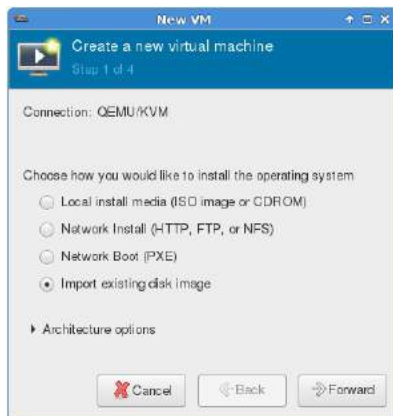 New VM
Create a new virtual machine
Step 1 of 4
Connection: QEMU/KVM
Choose how you would like to install the operating system
Local install media (ISO image or CDROM)
Network Install (HTTP, FTP, or NFS)
Network Boot (PXE)
Import existing disk image
Architecture options
Cancel Back Forward